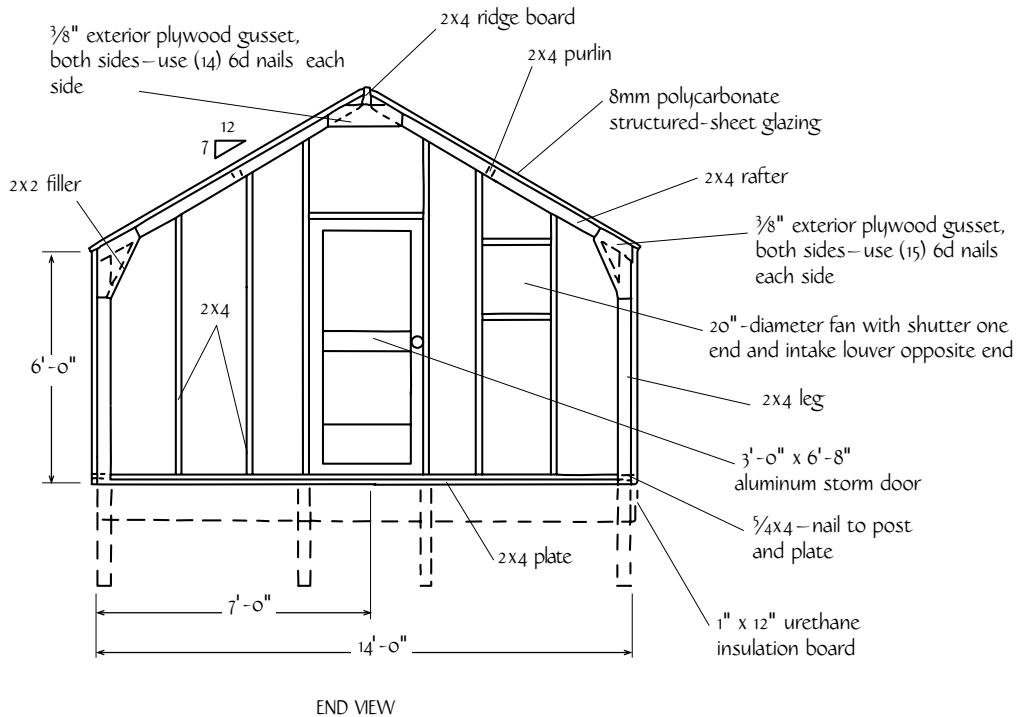 2x4 ridge board
⅜" exterior plywood gusset,
both sides–use (14) 6d nails each
side
2x4 purlin
8mm polycarbonate
structured-sheet glazing
12
7
2x2 filler
2x4 rafter
⅜" exterior plywood gusset,
both sides–use (15) 6d nails
each side
2x4
20"-diameter fan with shutter one
end and intake louver opposite end
6'-0"
2x4 leg
3'-0" x 6'-8"
aluminum storm door
5/4x4–nail to post
and plate
2x4 plate
7'-0"
1" x 12" urethane
insulation board
14'-0"
END VIEW